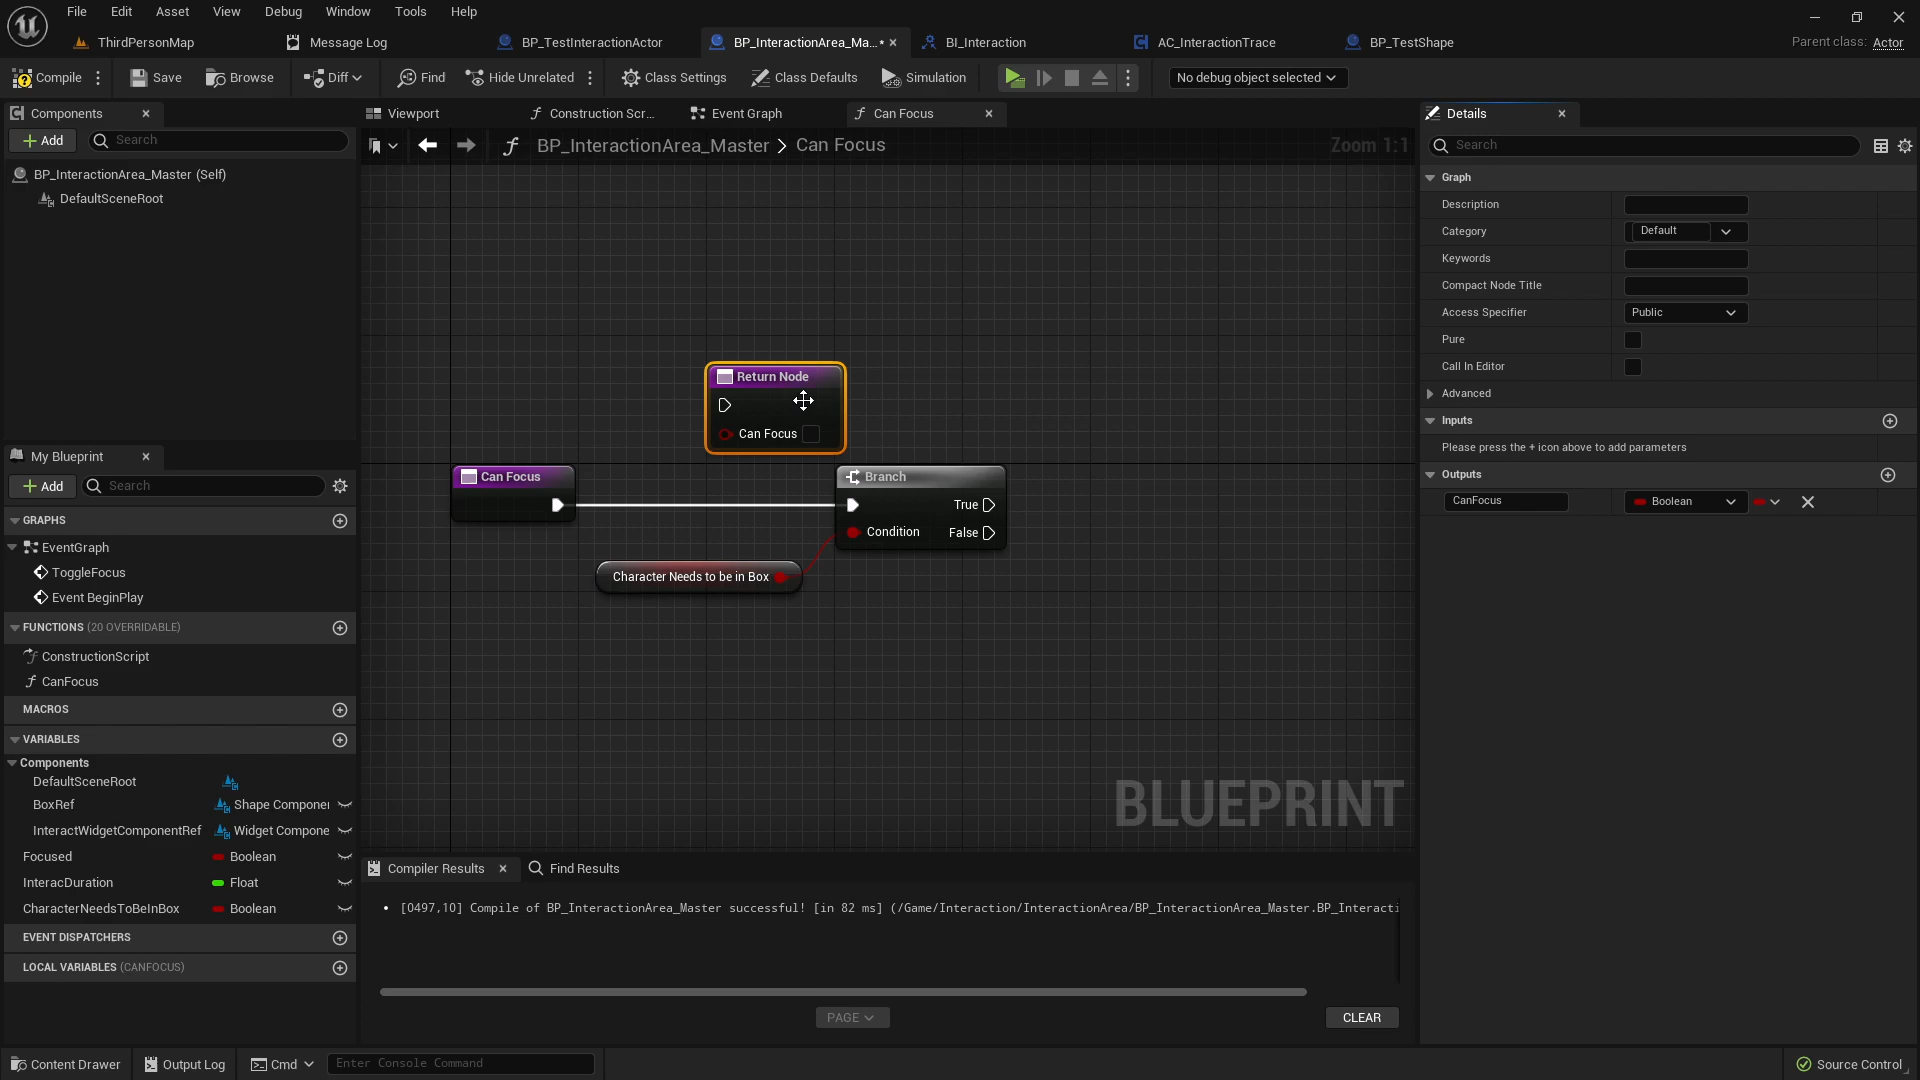 File Edit Asset View Debug Window Tools Help
ThirdPersonMap Message Log BP_TestInteractionActor BP_InteractionArea_Ma...* BI_Interaction AC_InteractionTrace BP_TestShape Parent class: Actor
Compile Save Browse Diff Find Hide Unrelated Class Settings Class Defaults Simulation No debug object selected
Components
Add Search
BP_InteractionArea_Master (Self)
DefaultSceneRoot
My Blueprint
Add Search
GRAPHS
EventGraph
ToggleFocus
Event BeginPlay
FUNCTIONS (20 OVERRIDABLE)
ConstructionScript
CanFocus
MACROS
VARIABLES
Components
DefaultSceneRoot
BoxRef Shape Componen
InteractWidgetComponentRef Widget Compone
Focused Boolean
InteracDuration Float
CharacterNeedsToBeInBox Boolean
EVENT DISPATCHERS
LOCAL VARIABLES (CANFOCUS)
Viewport Construction Scr... Event Graph Can Focus
BP_InteractionArea_Master > Can Focus Zoom 1:1
Return Node
Can Focus
Can Focus
Branch
True
Condition False
Character Needs to be in Box
BLUEPRINT
Compiler Results Find Results
[0497,10] Compile of BP_InteractionArea_Master successful! [in 82 ms] (/Game/Interaction/InteractionArea/BP_InteractionArea_Master.BP_Interacti
PAGE CLEAR
Details
Search
Graph
Description
Category Default
Keywords
Compact Node Title
Access Specifier Public
Pure
Call In Editor
Advanced
Inputs
Please press the + icon above to add parameters
Outputs
CanFocus Boolean
Content Drawer Output Log Cmd Enter Console Command Source Control